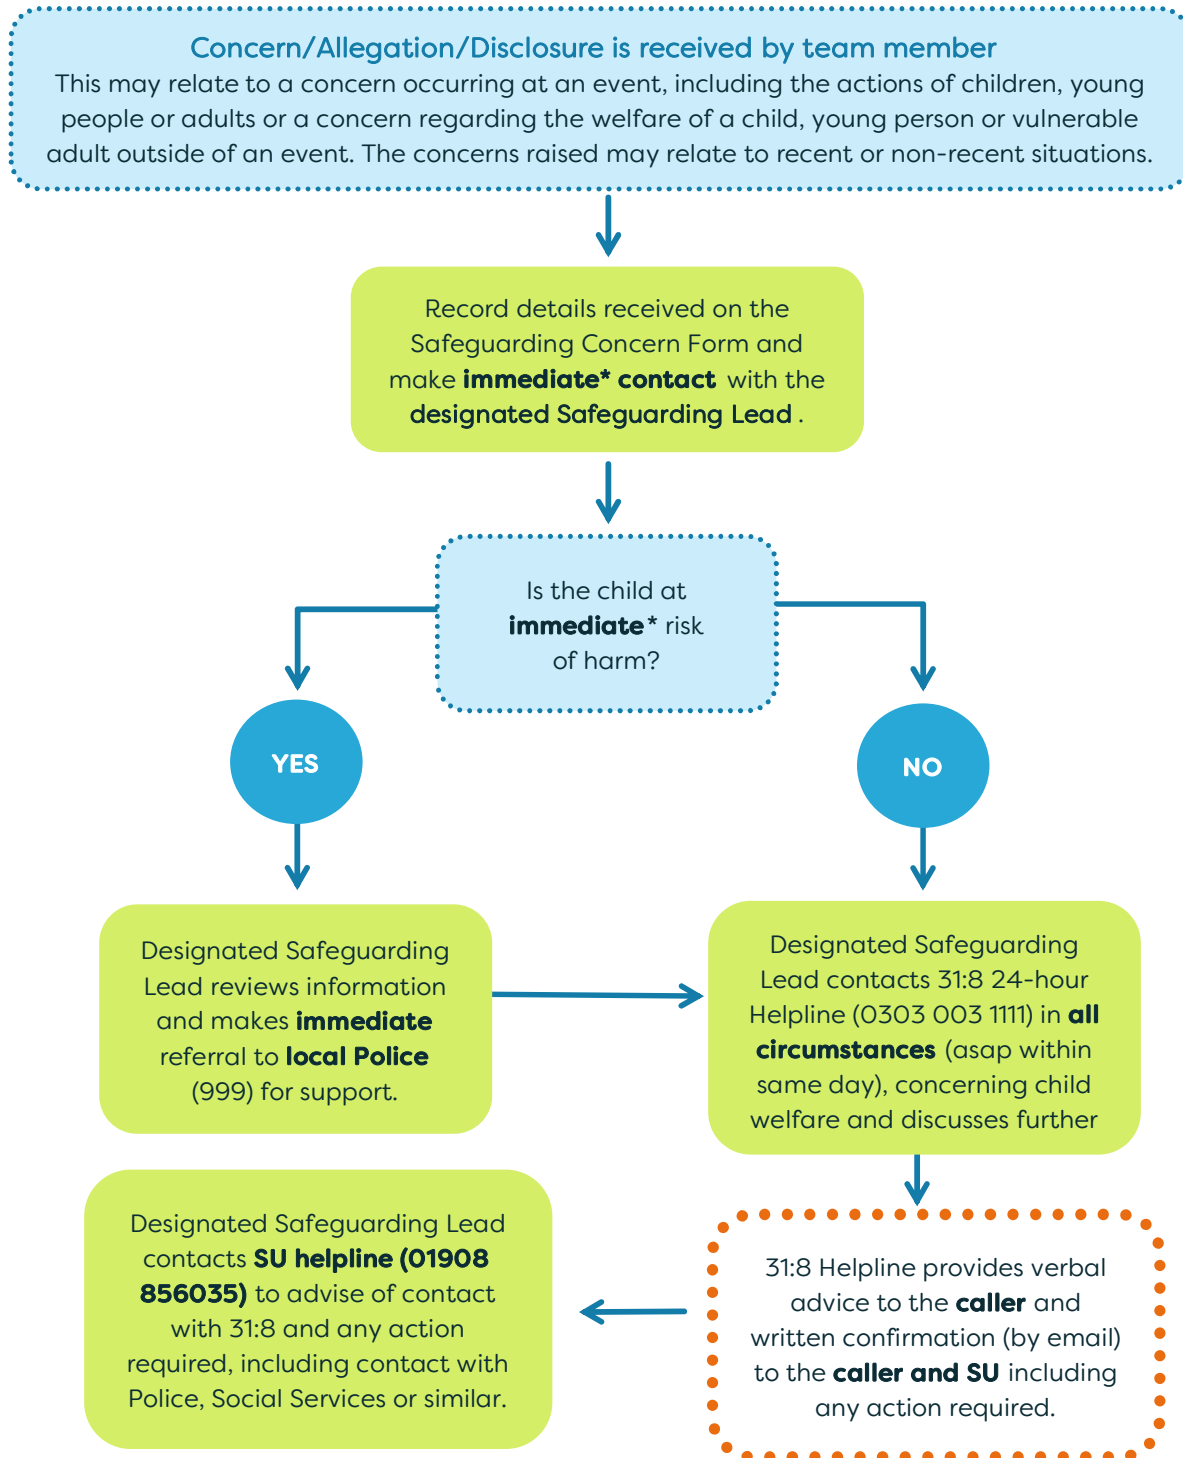 Concern/Allegation/Disclosure is received by team member
This may relate to a concern occurring at an event, including the actions of children, young
people or adults or a concern regarding the welfare of a child, young person or vulnerable
adult outside of an event. The concerns raised may relate to recent or non-recent situations.
Record details received on the
Safeguarding Concern Form and
make immediate* contact with the
designated Safeguarding Lead .
Is the child at
immediate* risk
of harm?
YES
NO
Designated Safeguarding
Lead reviews information
and makes immediate
referral to local Police
(999) for support.
Designated Safeguarding
Lead contacts 31:8 24-hour
Helpline (0303 003 1111) in all
circumstances (asap within
same day), concerning child
welfare and discusses further
31:8 Helpline provides verbal
advice to the caller and
written confirmation (by email)
to the caller and SU including
any action required.
Designated Safeguarding Lead
contacts SU helpline (01908
856035) to advise of contact
with 31:8 and any action
required, including contact with
Police, Social Services or similar.